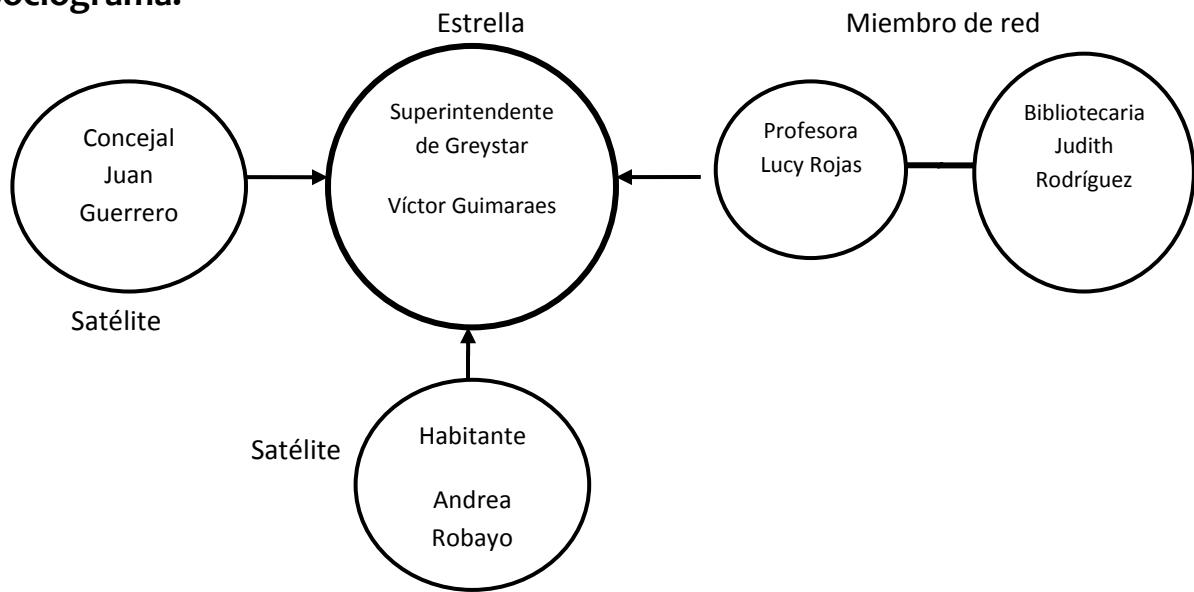 sociograma.
Estrella
Miembro de red
Concejal
Juan
Guerrero
Satélite
Superintendente
de Greystar
Víctor Guimaraes
Profesora
Lucy Rojas
Bibliotecaria
Judith
Rodríguez
Satélite
Habitante
Andrea
Robayo